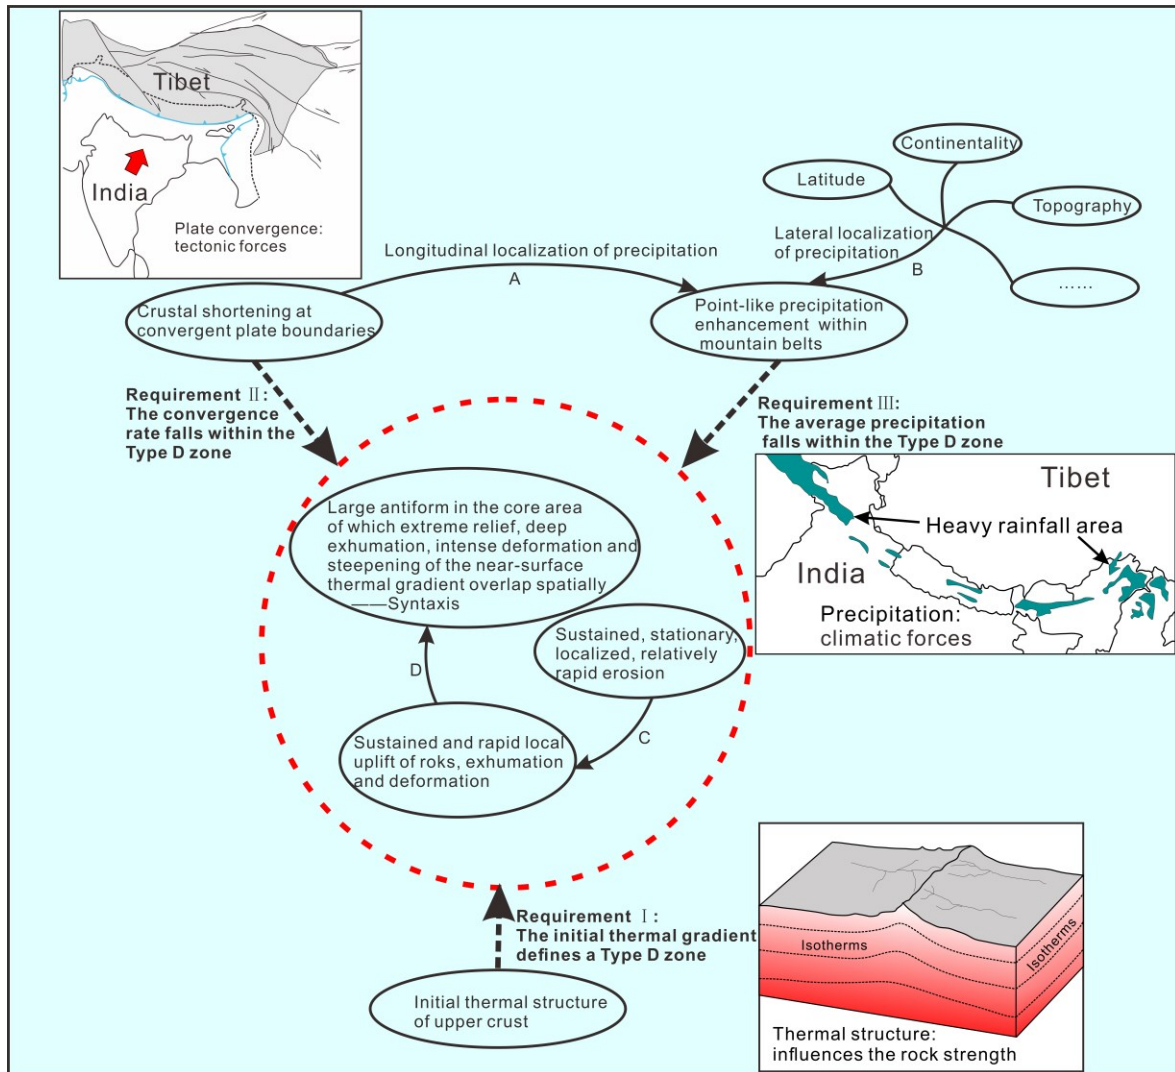 Tibet
India
Plate convergence:
tectonic forces
Continentality
Latitude
Topography
Longitudinal localization of precipitation
A
Lateral localization
of precipitation
B
......
Crustal shortening at
convergent plate boundaries
Point-like precipitation
enhancement within
mountain belts
Requirement Ⅱ:
The convergence
rate falls within the
Type D zone
Requirement Ⅲ:
The average precipitation
falls within the Type D zone
Large antiform in the core area
of which extreme relief, deep
exhumation, intense deformation and
steepening of the near-surface
thermal gradient overlap spatially
——Syntaxis
Tibet
Heavy rainfall area
India
Precipitation:
climatic forces
Sustained, stationary,
localized, relatively
rapid erosion
D
C
Sustained and rapid local
uplift of roks, exhumation
and deformation
Requirement Ⅰ:
The initial thermal gradient
defines a Type D zone
Initial thermal structure
of upper crust
Isotherms
Isotherms
Thermal structure:
influences the rock strength